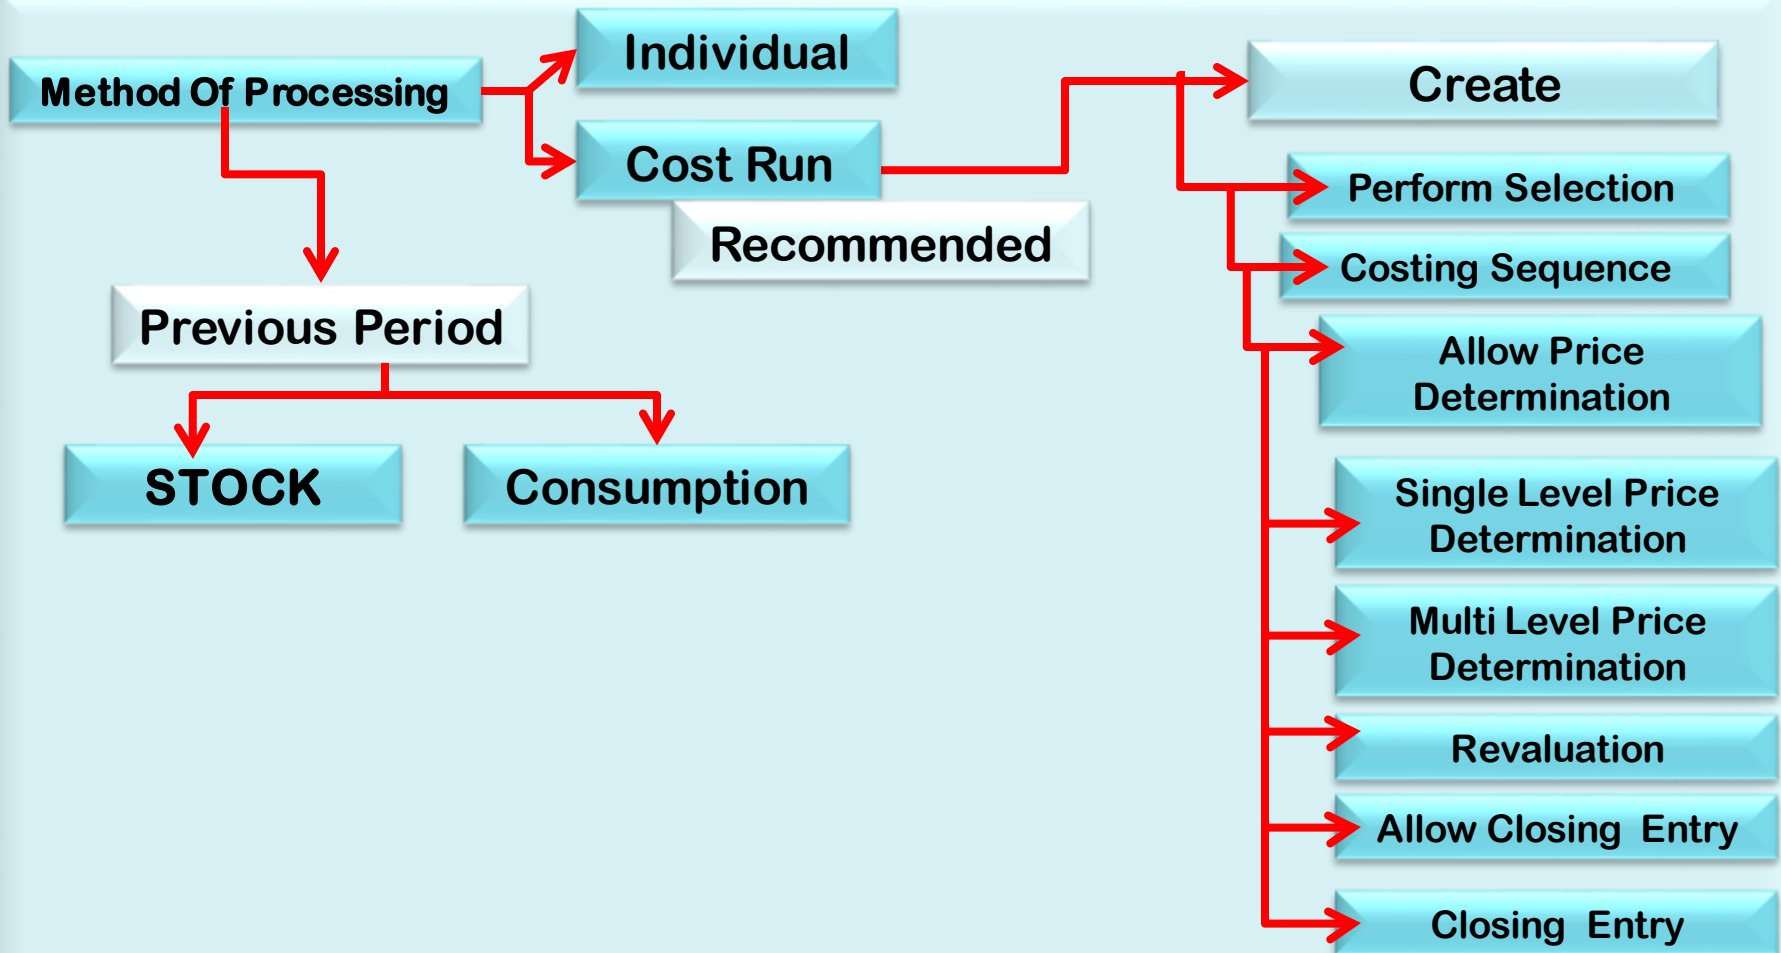 Method Of Processing
Individual
Cost Run
Recommended
Previous Period
STOCK
Consumption
Create
Perform Selection
Costing Sequence
Allow Price
Determination
Single Level Price
Determination
Multi Level Price
Determination
Revaluation
Allow Closing Entry
Closing Entry